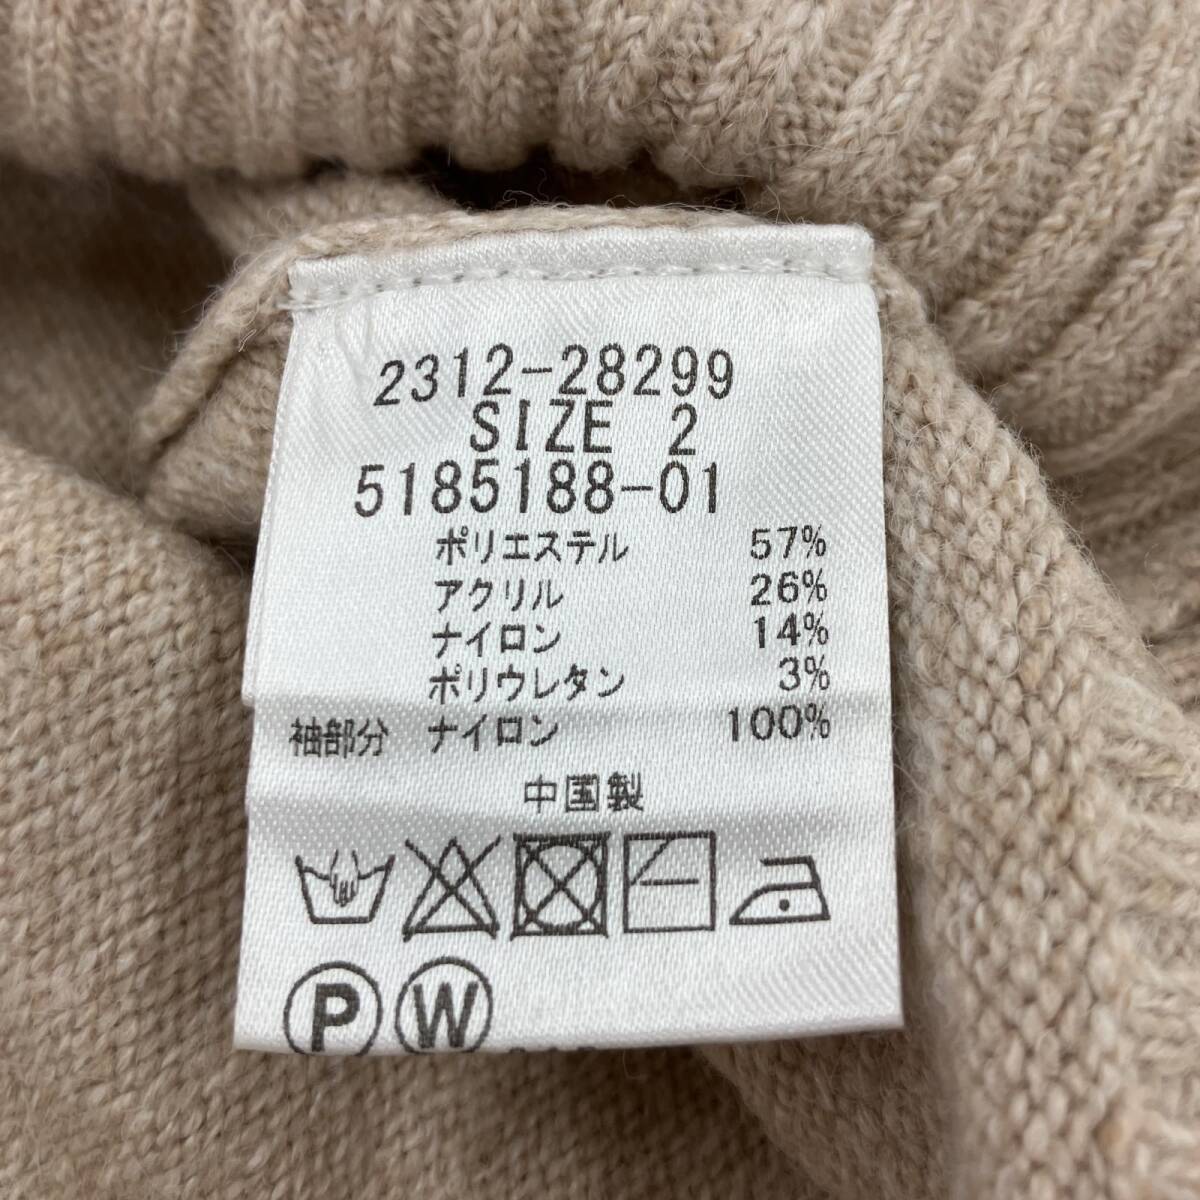 2312-28299
SIZE 2
5185188-01
ポリエステル 57%
アクリル 26%
ナイロン 14%
ポリウレタン 3%
袖部分 ナイロン 100%
中国製
P W